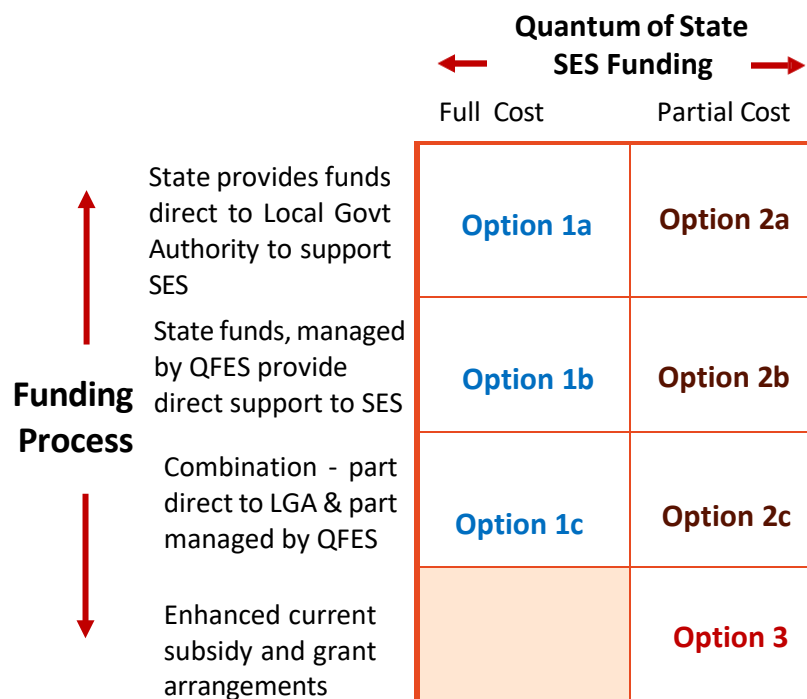 Quantum of State
SES Funding
Full Cost
Partial Cost
State provides funds
direct to Local Govt
Authority to support
SES
Option 1a
Option 2a
State funds, managed
by QFES provide
direct support to SES
Option 1b
Option 2b
Funding
Process
Combination - part
direct to LGA & part
managed by QFES
Option 1c
Option 2c
Enhanced current
subsidy and grant
arrangements
Option 3